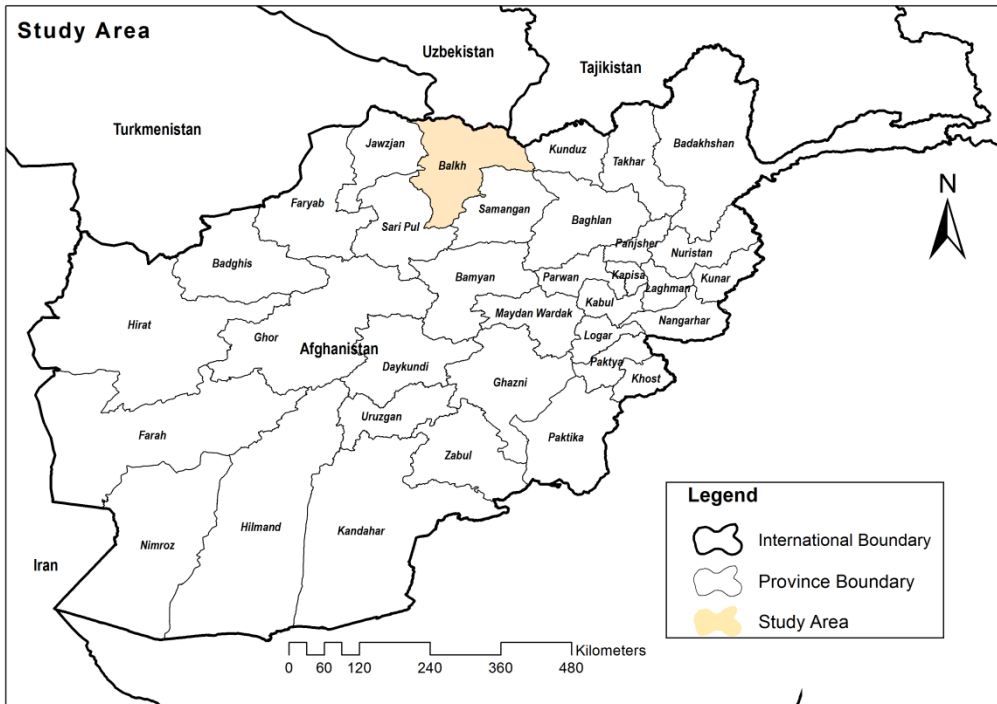 Study Area
Uzbekistan
Tajikistan
Turkmenistan
Jawzjan
Balkh
Kunduz
Takhar
Badakhshan
Faryab
Sari Pul
Samangan
Baghlan
N
Badghis
Bamyan
Panjsher
Nuristan
Parwan
Kapisa
Laghman
Kunar
Hirat
Ghor
Maydan Wardak
Kabul
Nangarhar
Afghanistan
Logar
Daykundi
Paktya
Ghazni
Khost
Uruzgan
Farah
Zabul
Paktika
Hilmand
Kandahar
Nimroz
Iran
Legend
International Boundary
Province Boundary
Study Area
Kilometers
0 60 120 240 360 480